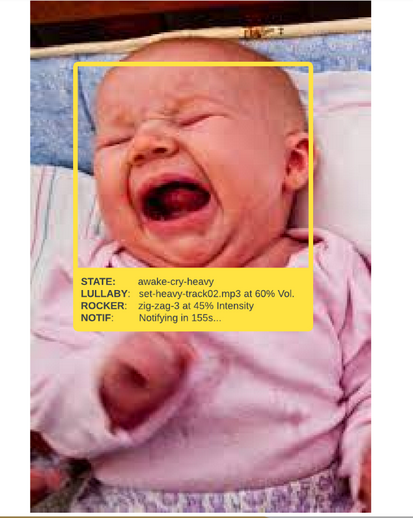 STATE: awake-cry-heavy
LULLABY: set-heavy-track02.mp3 at 60% Vol.
ROCKER: zig-zag-3 at 45% Intensity
NOTIF: Notifying in 155s...